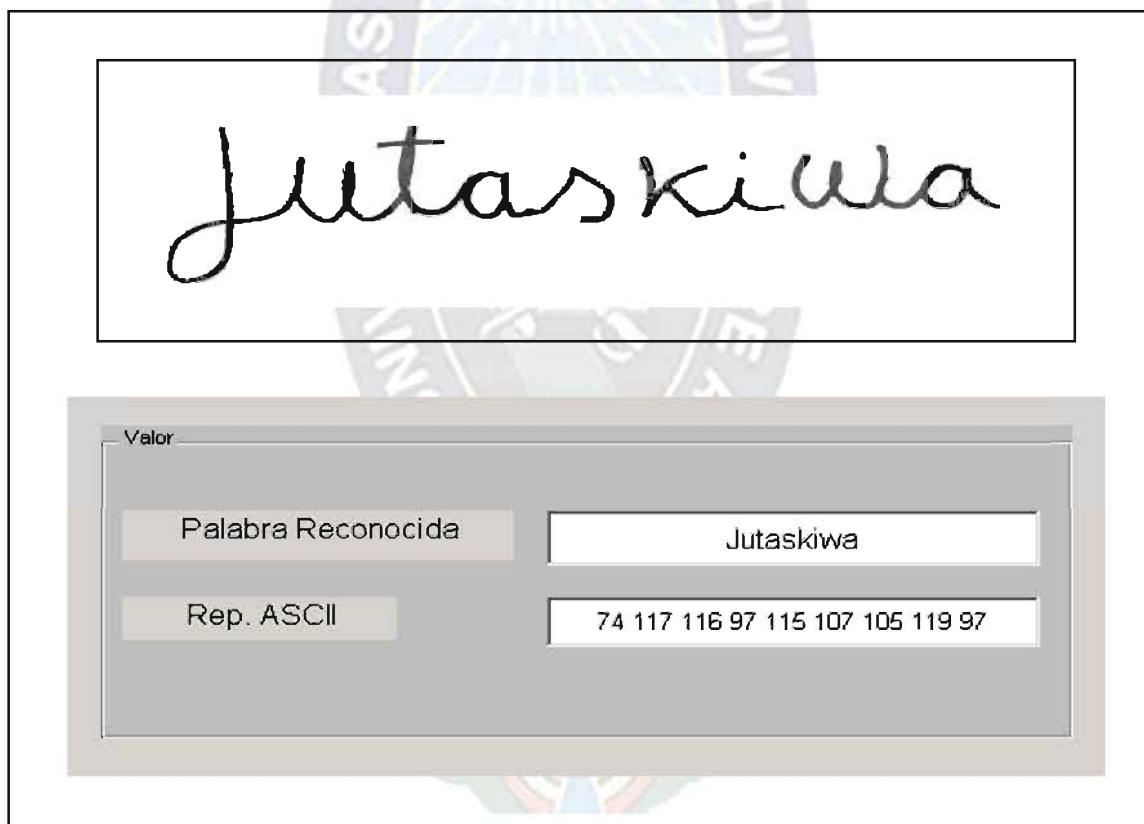 Jutaskiwa
Valor
Palabra Reconocida
Jutaskiwa
Rep. ASCII
74 117 116 97 115 107 105 119 97